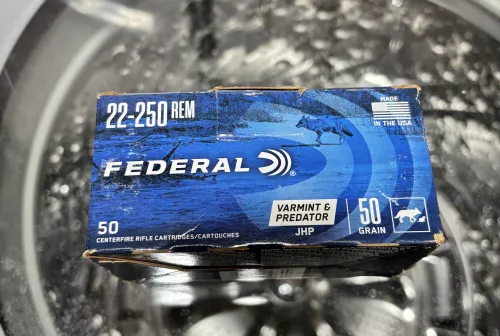 22-250 REM
MADE
IN THE USA
FEDERAL®
VARMINT &
PREDATOR
JHP
50
GRAIN
50
CENTERFIRE RIFLE CARTRIDGES/CARTOUCHES